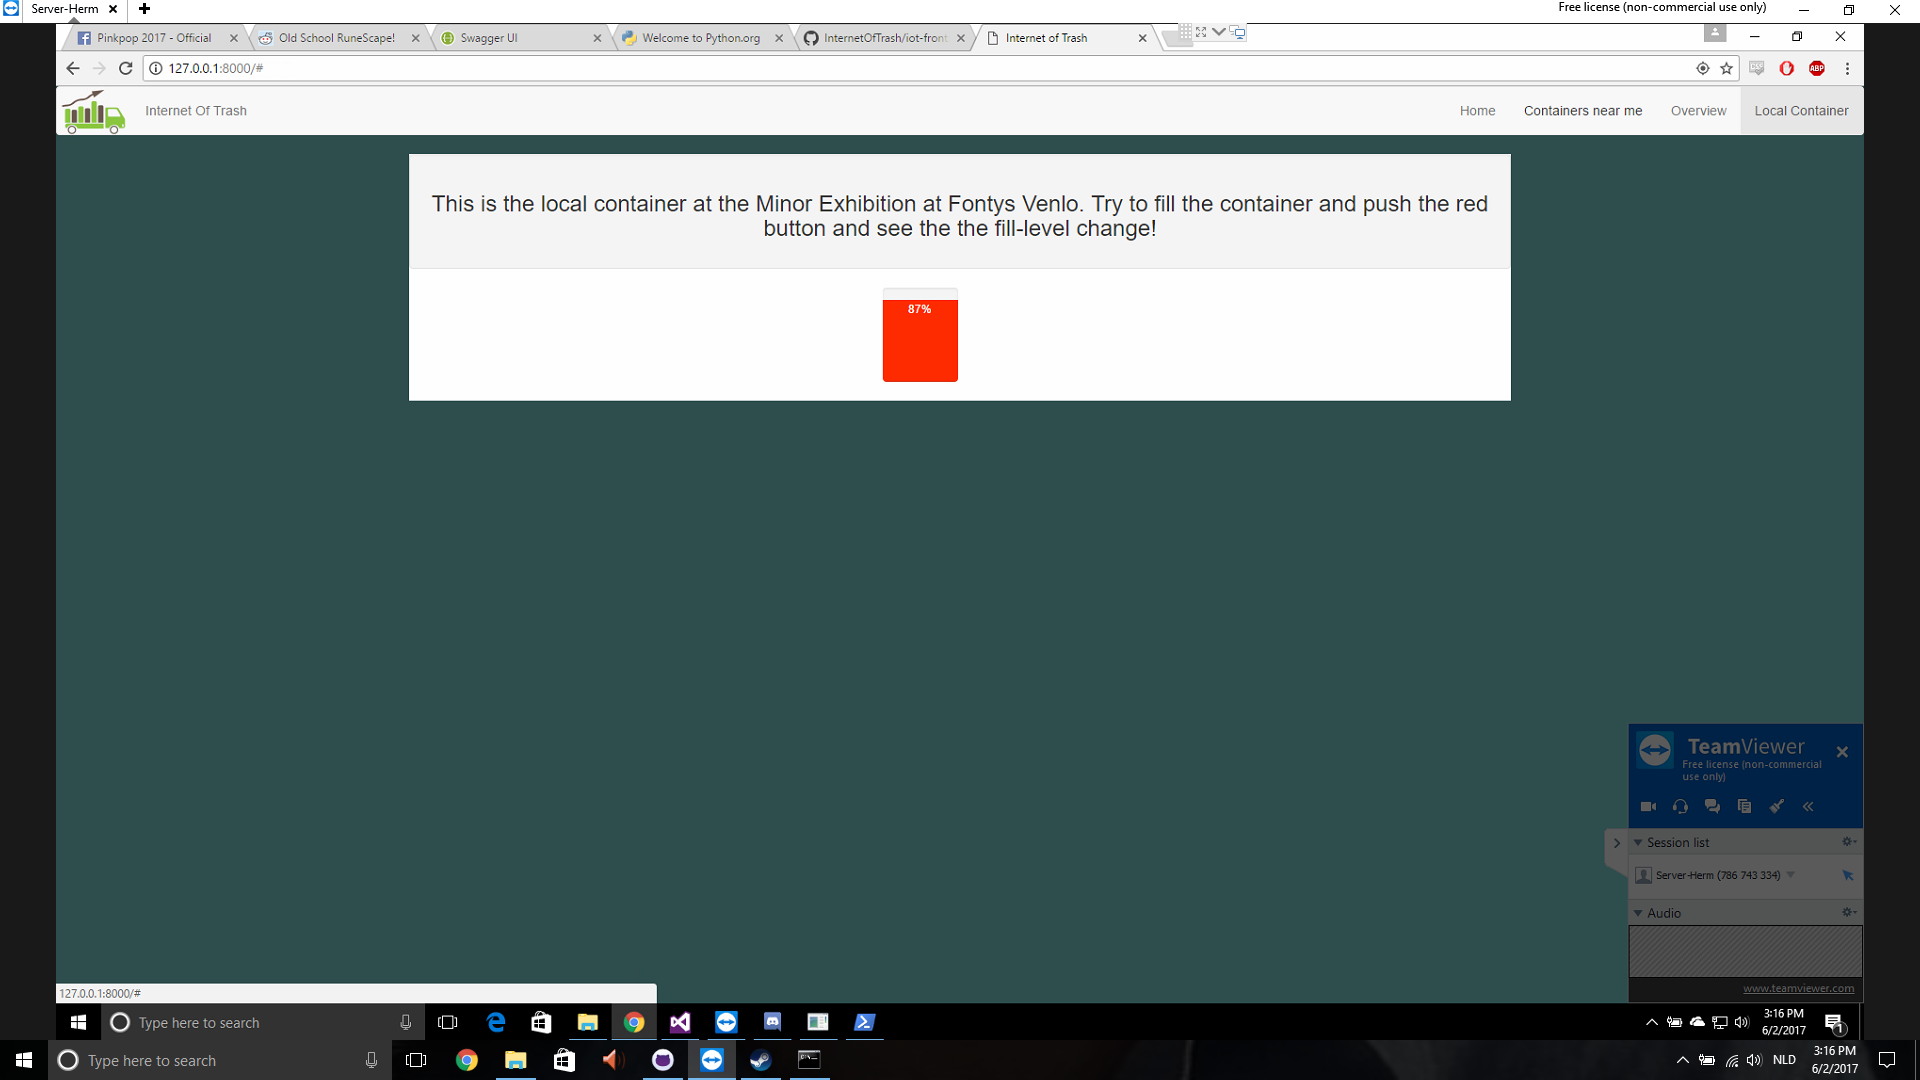 Server-Herm
Free license (non-commercial use only)
Pinkpop 2017 - Official
Old School RuneScape!
Swagger UI
Welcome to Python.org
InternetOfTrash/iot-front
Internet of Trash
127.0.0.1:8000/#
ABP
Internet Of Trash
Home
Containers near me
Overview
Local Container
This is the local container at the Minor Exhibition at Fontys Venlo. Try to fill the container and push the red
button and see the the fill-level change!
87%
TeamViewer
Free license (non-commercial
use only)
Session list
Server-Herm (786 743 334)
Audio
www.teamviewer.com
127.0.0.1:8000/#
Type here to search
3:16 PM
6/2/2017
1
Type here to search
NLD
3:16 PM
6/2/2017